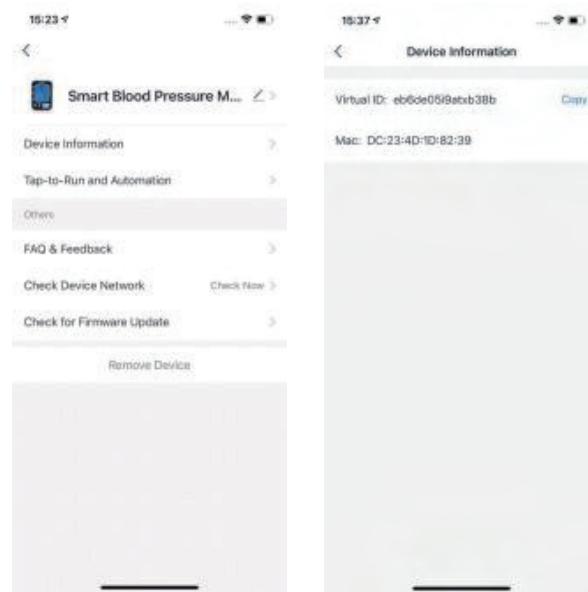 15:23
Smart Blood Pressure M...
Device Information
Tap-to-Run and Automation
Others
FAQ & Feedback
Check Device Network Check Now
Check for Firmware Update
Remove Device
15:37
Device Information
Virtual ID: Copy
Mac: DC:23:4D:1D:82:39